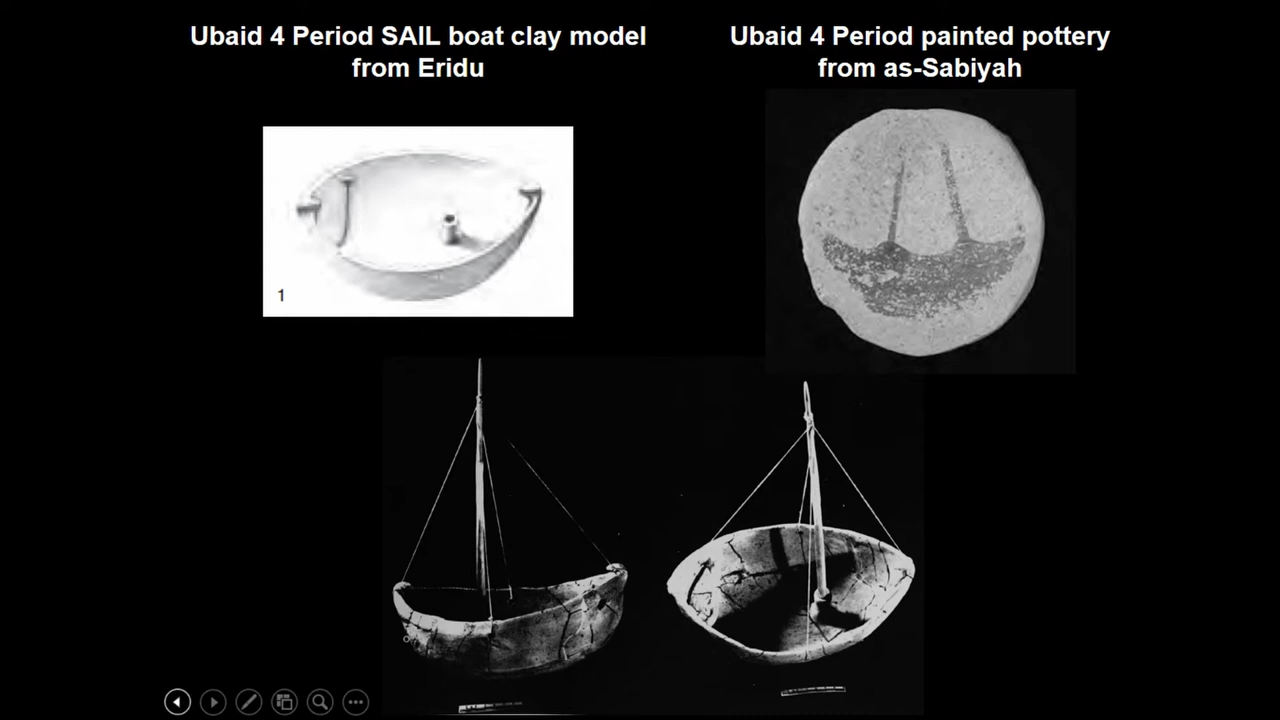 Ubaid 4 Period SAIL boat clay model
from Eridu
Ubaid 4 Period painted pottery
from as-Sabiyah
1